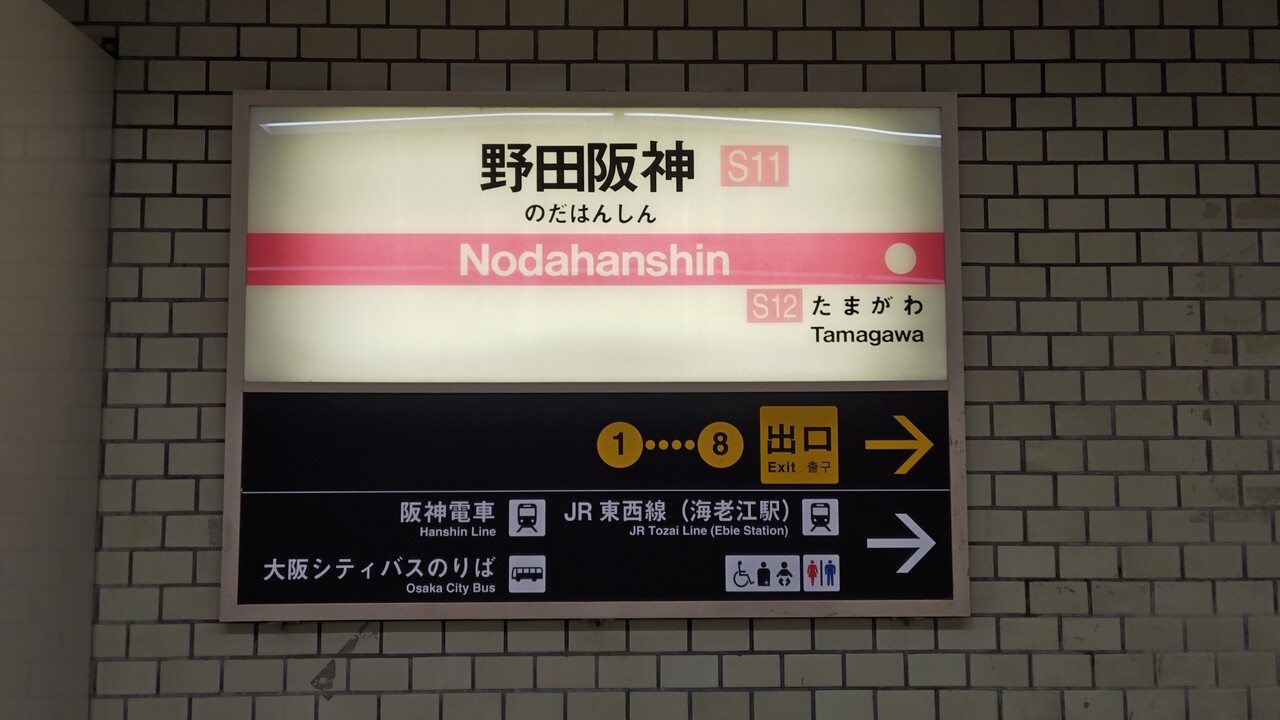 野田阪神 S11
のだはんしん
Nodahanshin
S12 たまがわ
Tamagawa
1 8 出口
Exit 출구
阪神電車 JR 東西線（海老江駅）
Hanshin Line JR Tozai Line (Ebie Station)
大阪シティバスのりば
Osaka City Bus